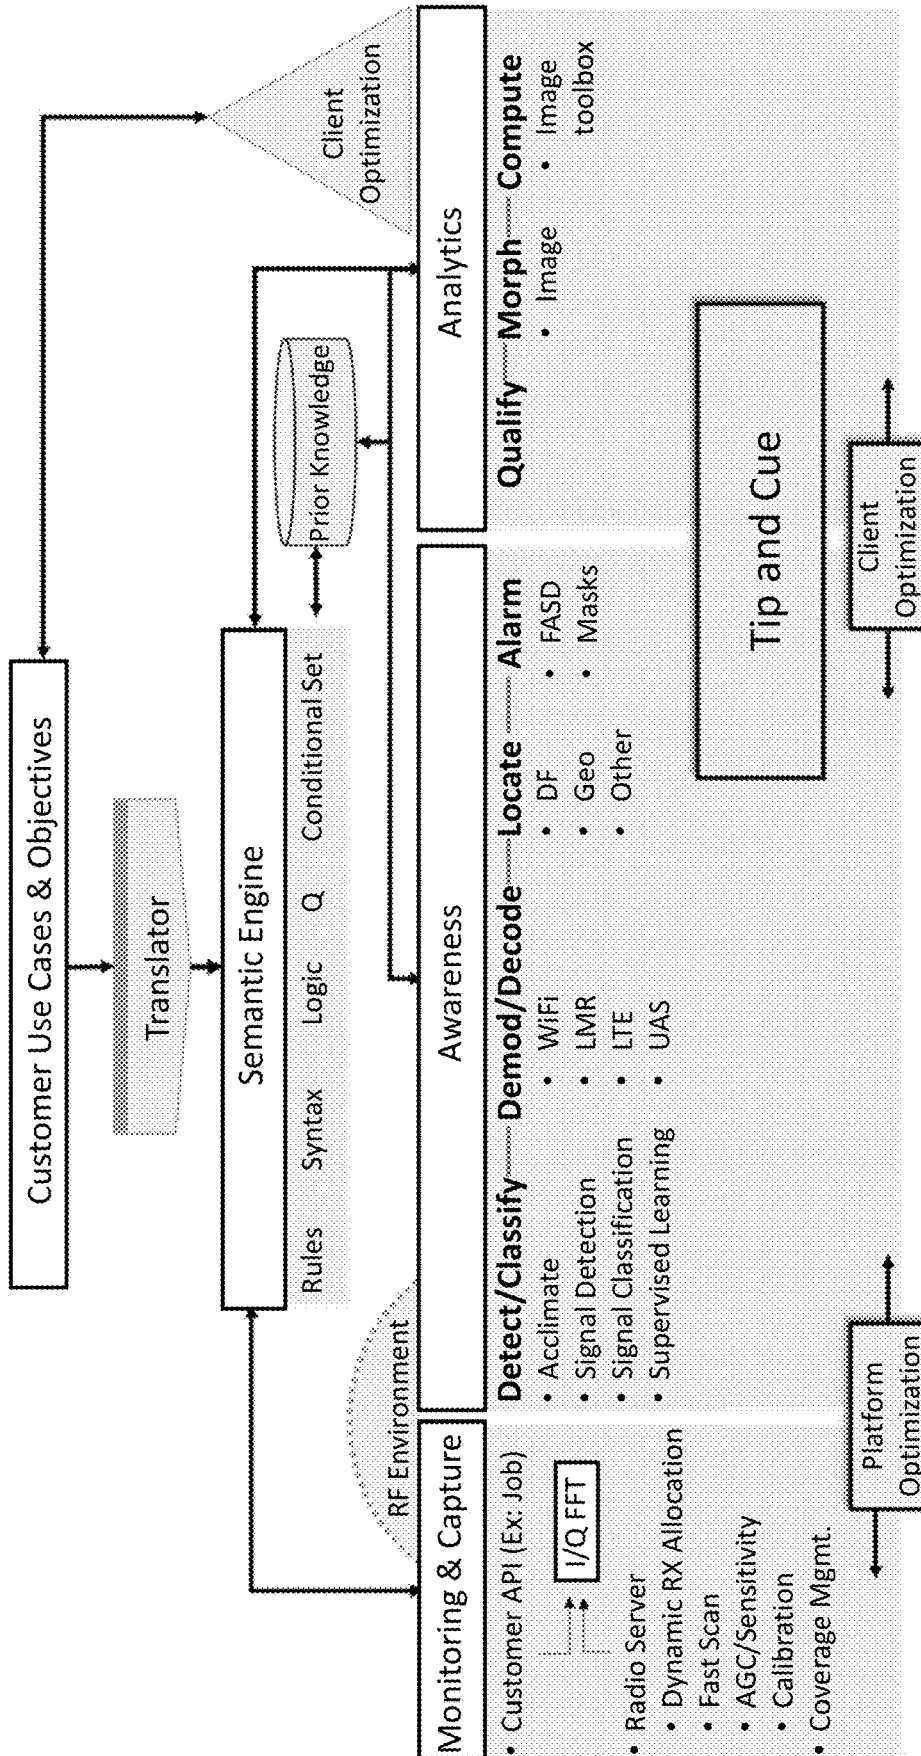 Customer Use Cases & Objectives
Translator
Semantic Engine
Rules Syntax Logic Q Conditional Set
Prior Knowledge
Client
Optimization
RF Environment
Monitoring & Capture
Awareness
Analytics
• Customer API (Ex: Job)
I/Q FFT
• Radio Server
• Dynamic RX Allocation
• Fast Scan
• AGC/Sensitivity
• Calibration
• Coverage Mgmt.
Detect/Classify Demod/Decode Locate Alarm
• Acclimate
• Signal Detection
• Signal Classification
• Supervised Learning
• WiFi
• LMR
• LTE
• UAS
• DF
• Geo
• Other
• FASD
• Masks
Qualify Morph Compute
• Image
• Image
toolbox
Tip and Cue
Platform
Optimization
Client
Optimization